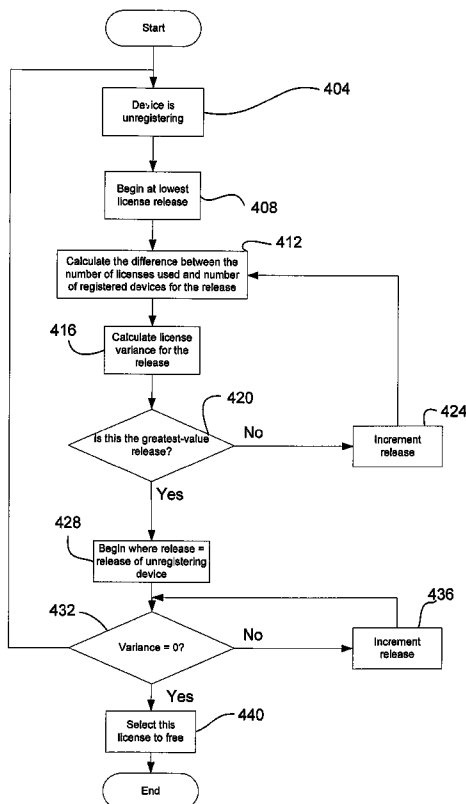 Start
Device is
unregistering
404
Begin at lowest
license release
408
412
Calculate the difference between the
number of licenses used and number
of registered devices for the release
416
Calculate license
variance for the
release
420
Is this the greatest-value
release?
No
424
Increment
release
Yes
428
Begin where release =
release of unregistering
device
432
Variance = 0?
No
436
Increment
release
Yes
Select this
license to free
440
End